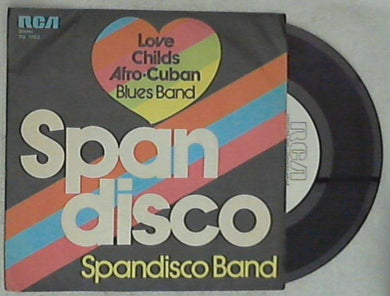 RCA
Love
Childs
Afro-Cuban
Blues Band
Span
disco
Spandisco Band
RCA